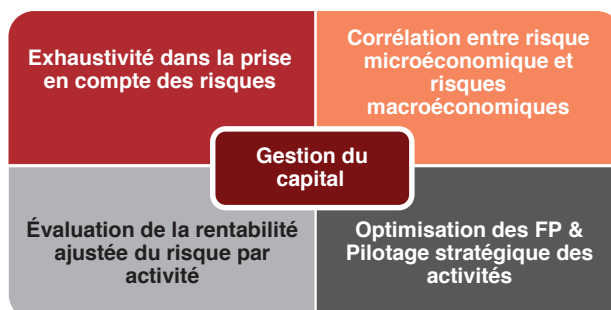 Exhaustivité dans la prise
en compte des risques
Corrélation entre risque
microéconomique et
risques
macroéconomiques
Gestion du
capital
Évaluation de la rentabilité
ajustée du risque par
activité
Optimisation des FP &
Pilotage stratégique des
activités